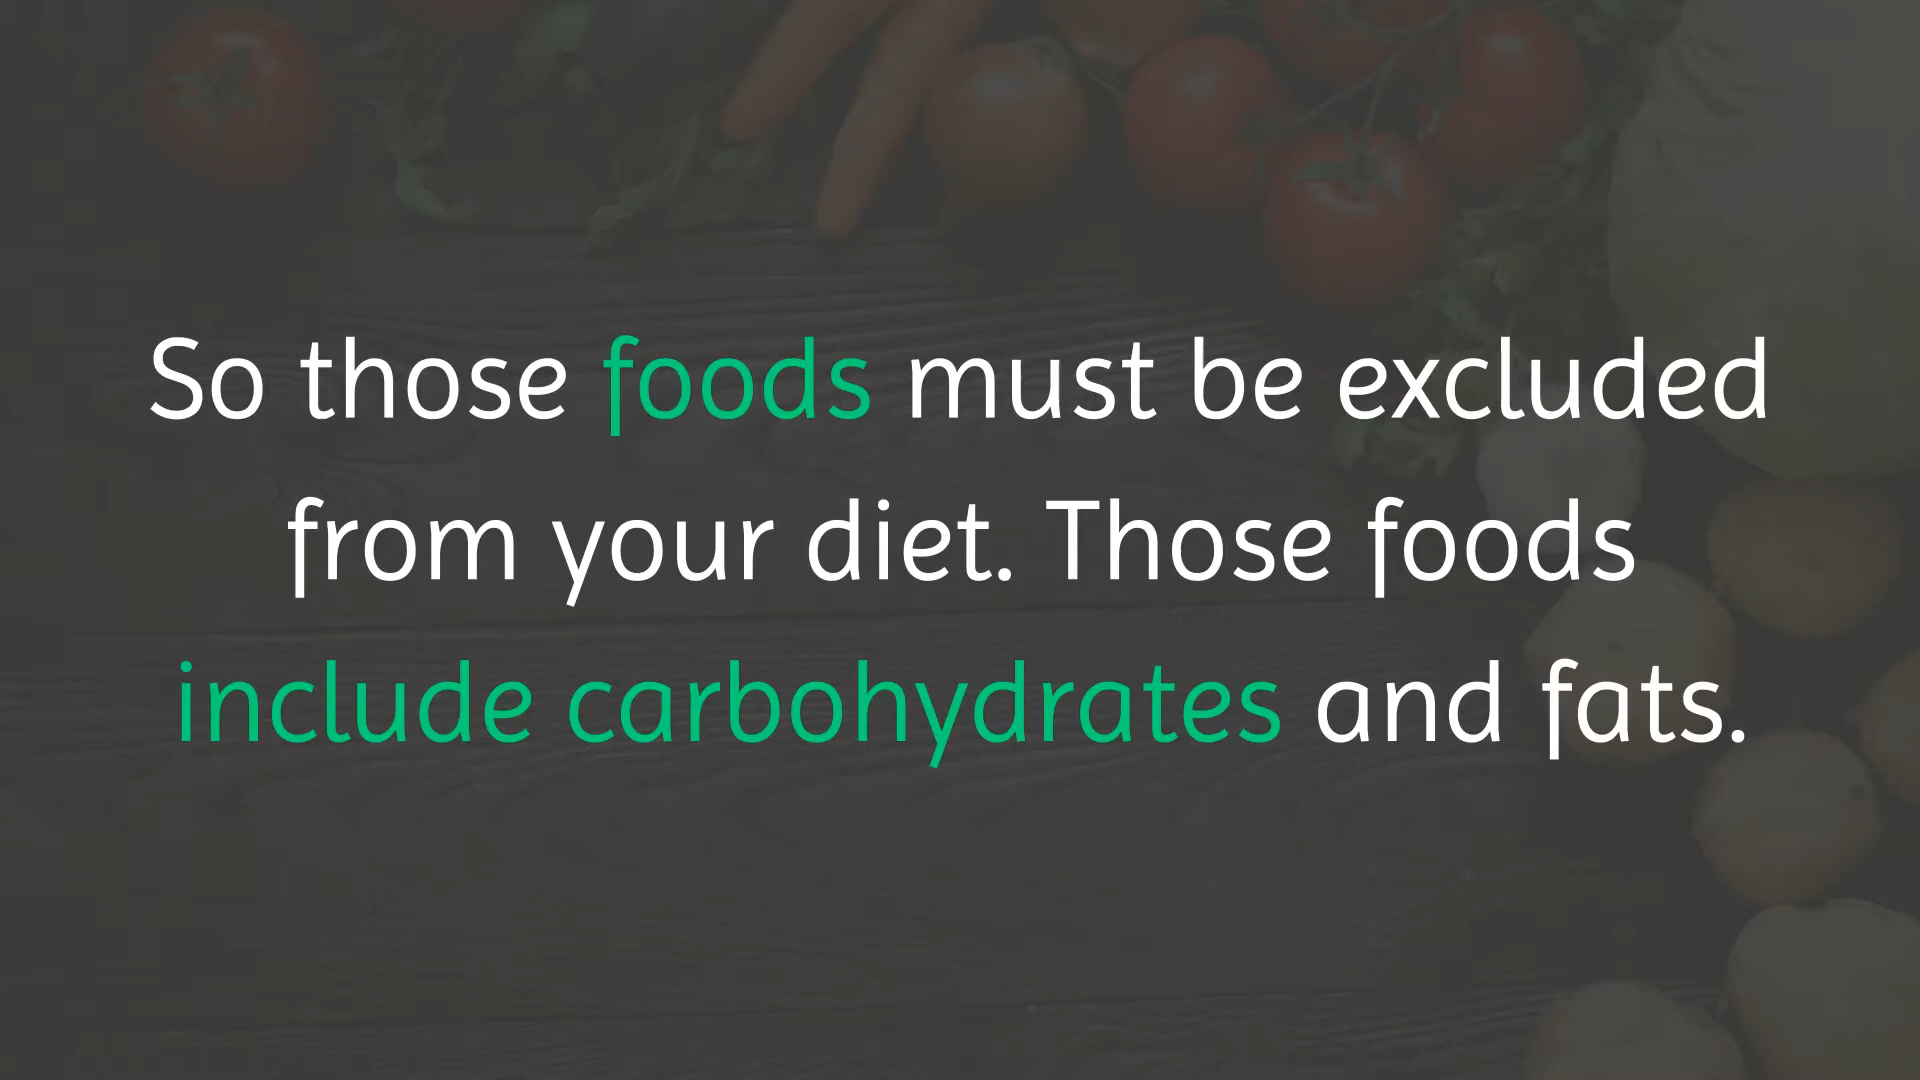 So those foods must be excluded
from your diet. Those foods
include carbohydrates and fats.